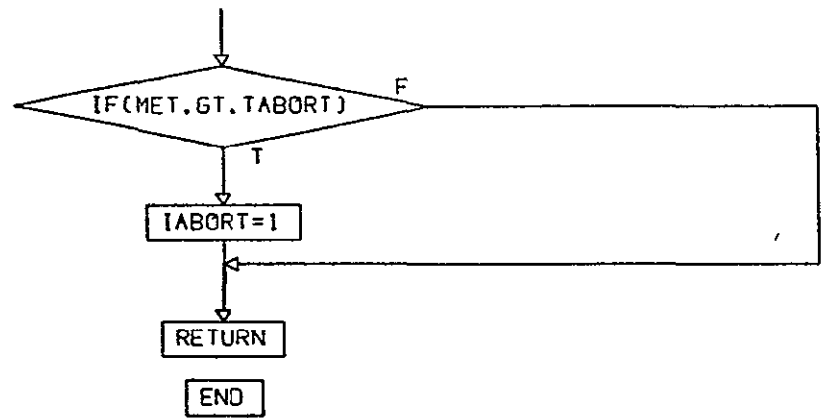 F
IF(MET.GT.TABORT)
T
IABORT=1
RETURN
END